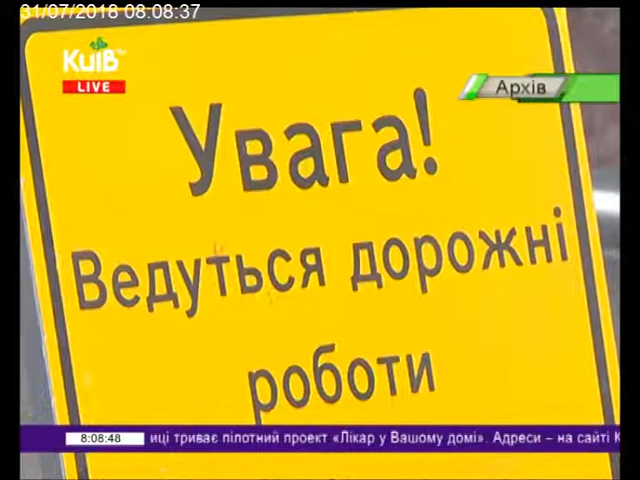 31/07/2018 08:08:37
Київ
LIVE
Архів
Увага!
Ведуться дорожні
роботи
8:08:48
иці триває пілотний проект «Лікар у Вашому домі». Адреси – на сайті К